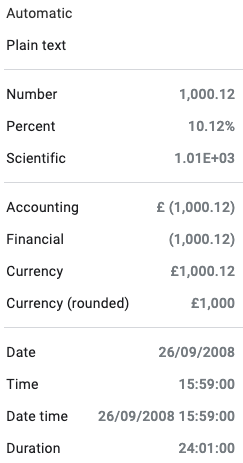 Automatic
Plain text
Number 1,000.12
Percent 10.12%
Scientific 1.01E+03
Accounting £ (1,000.12)
Financial (1,000.12)
Currency £1,000.12
Currency (rounded) £1,000
Date 26/09/2008
Time 15:59:00
Date time 26/09/2008 15:59:00
Duration 24:01:00